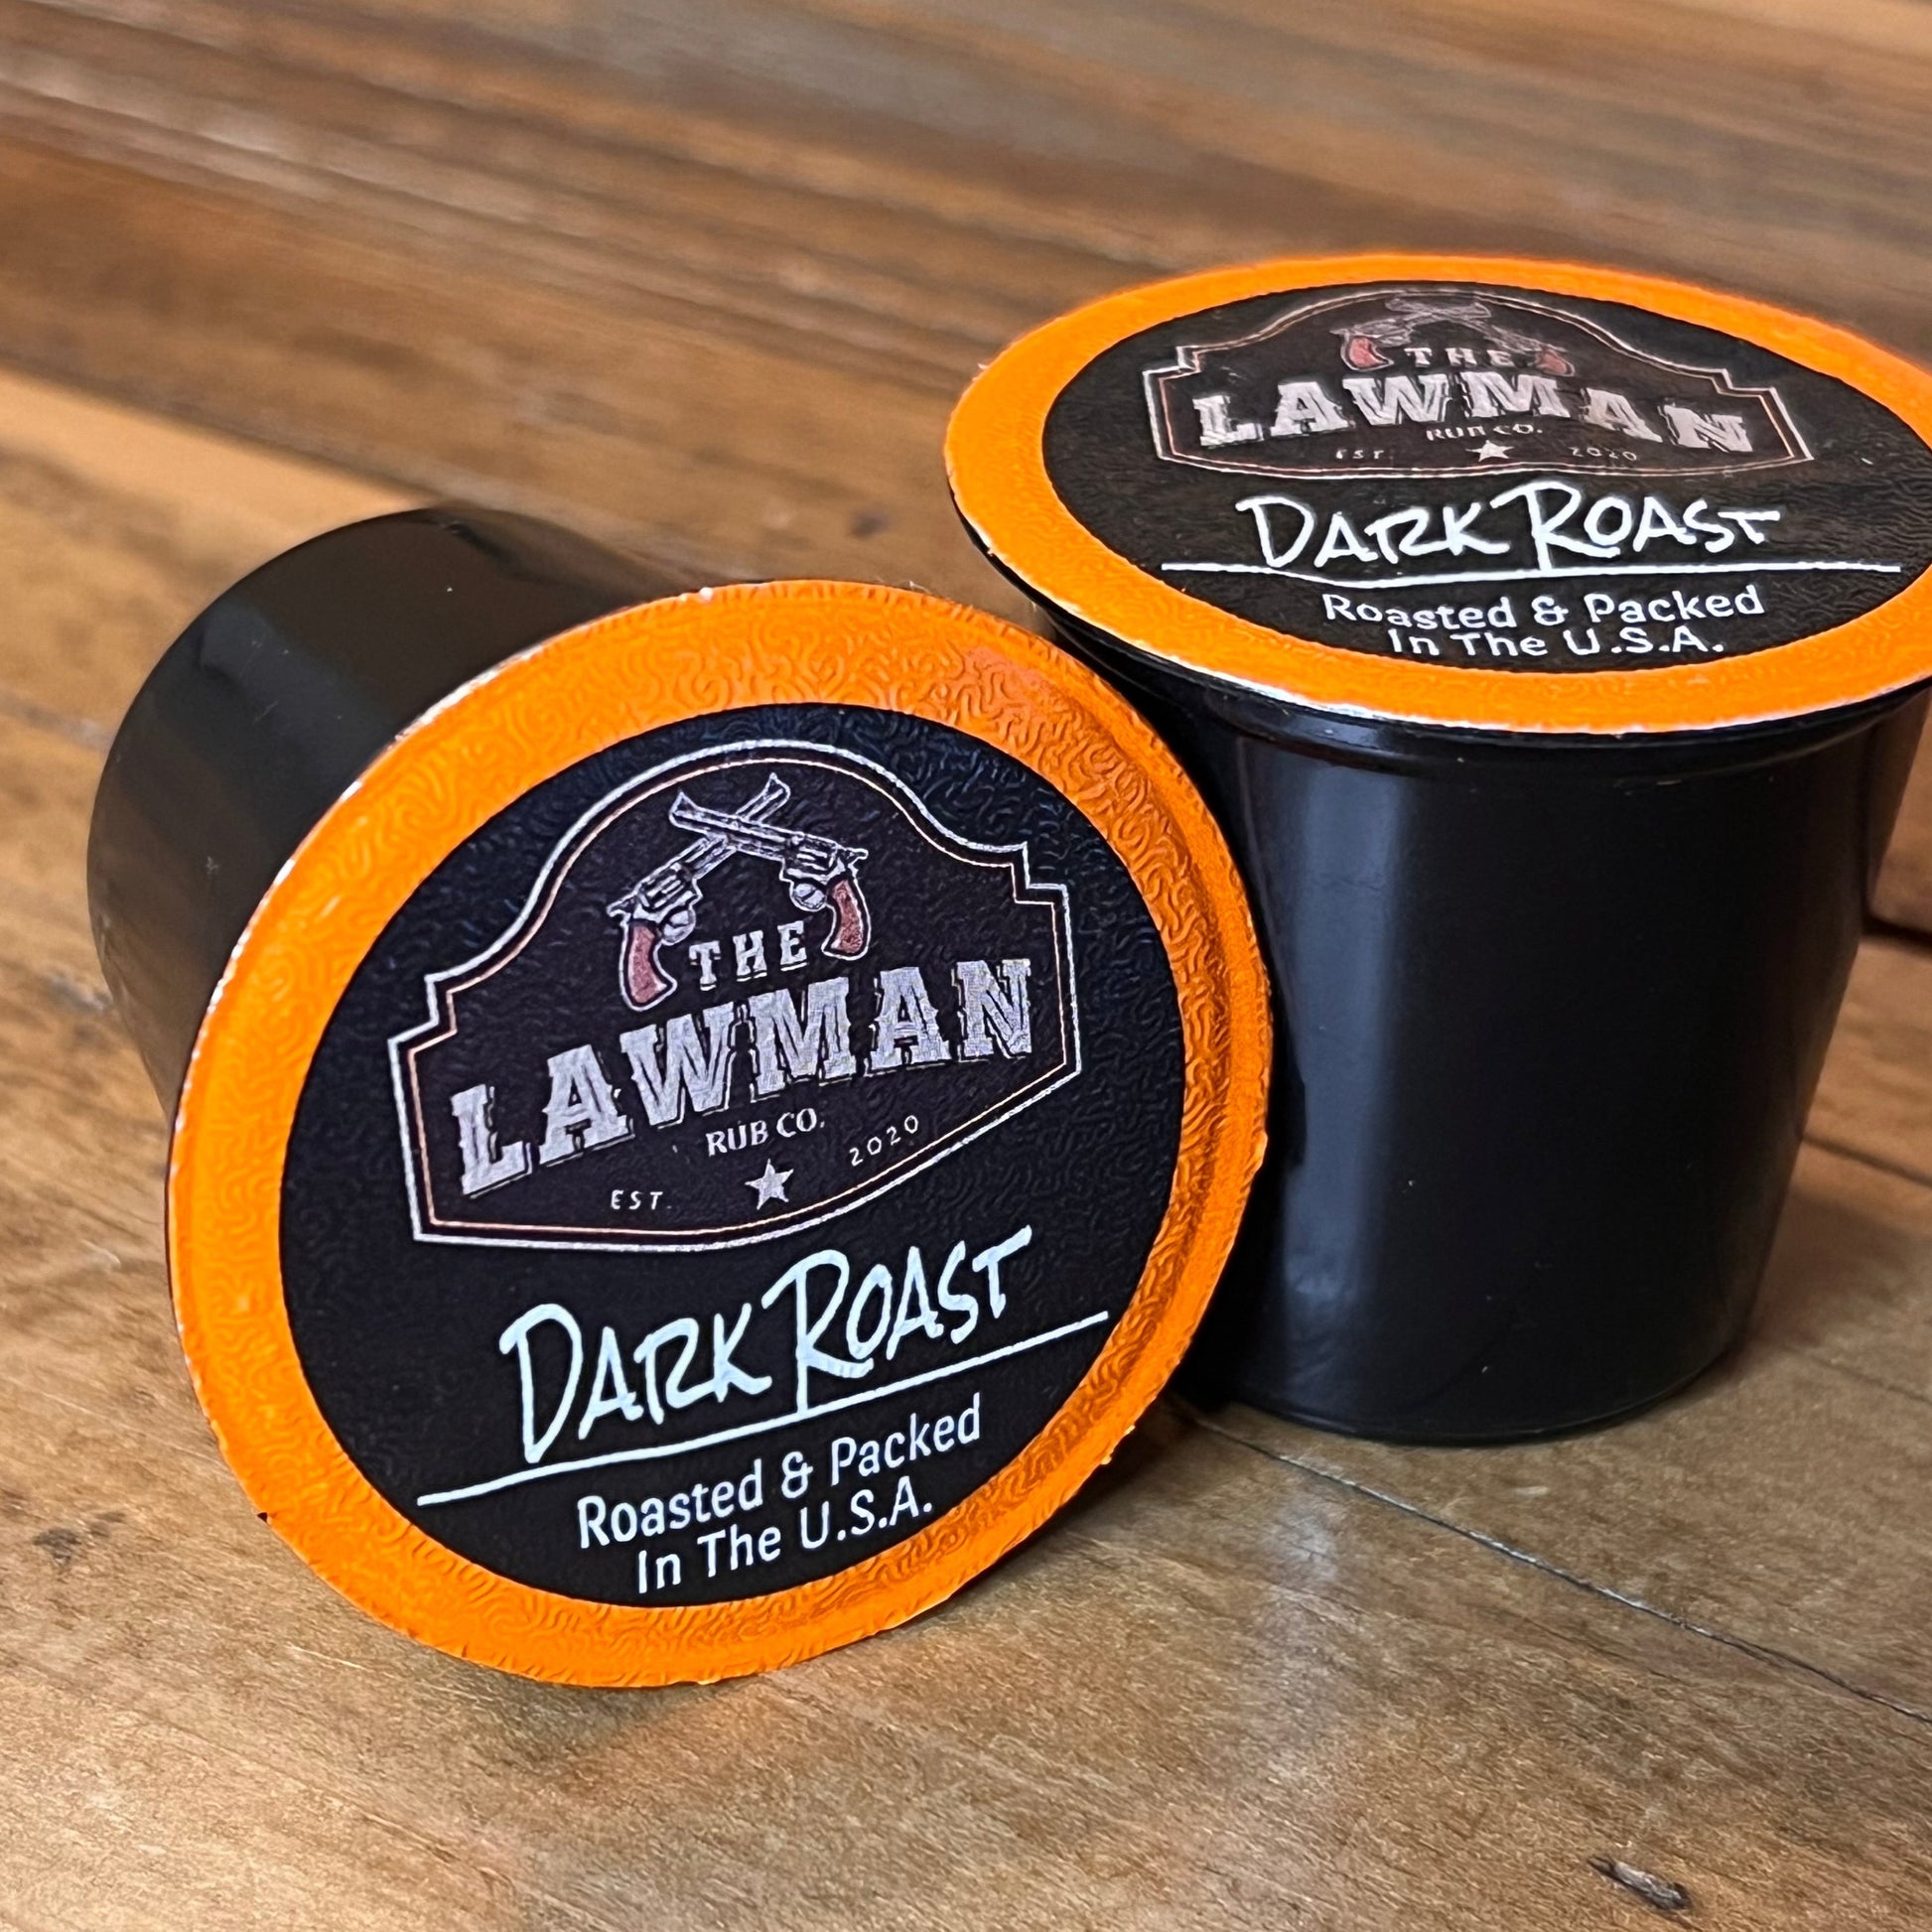 THE
LAWMAN
RUB CO.
EST. 2020
DARK ROAST
Roasted & Packed
In The U.S.A.
THE
LAWMAN
RUB CO.
EST. 2020
DARK ROAST
Roasted & Packed
In The U.S.A.